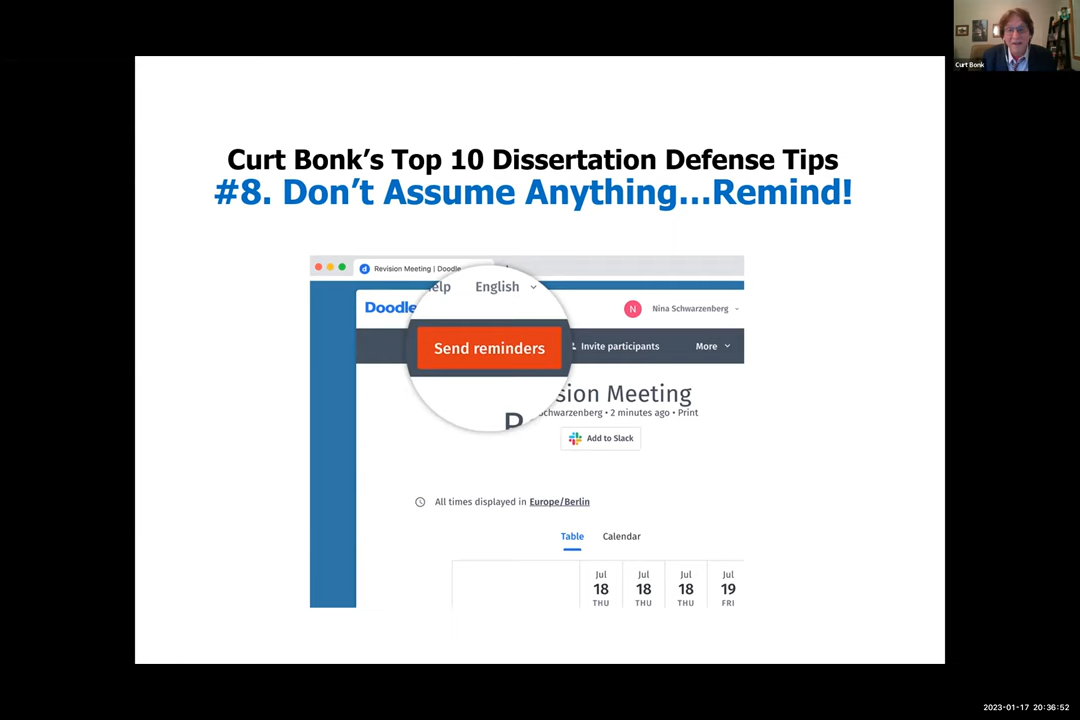 Curt Bonk
Curt Bonk's Top 10 Dissertation Defense Tips
#8. Don't Assume Anything...Remind!
Revision Meeting | Doodle
elp English
Doodle
N Nina Schwarzenberg
Send reminders
Invite participants More
sion Meeting
Schwarzenberg • 2 minutes ago • Print
Add to Slack
All times displayed in Europe/Berlin
Table Calendar
Jul Jul Jul Jul
18 18 18 19
THU THU THU FRI
2023-01-17 20:36:52